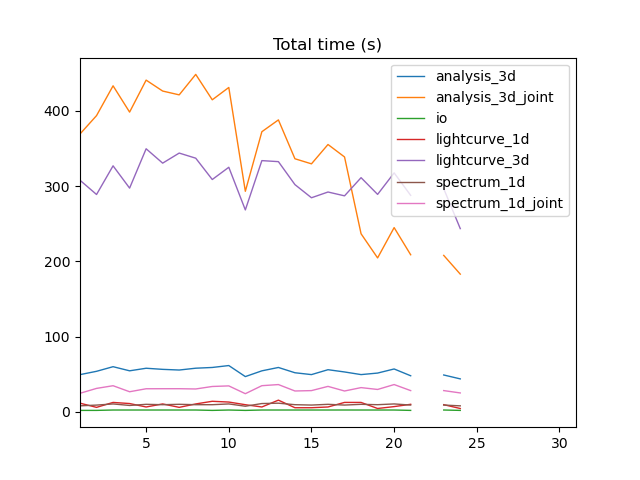 Total time (s)
analysis_3d
analysis_3d_joint
io
lightcurve_1d
lightcurve_3d
spectrum_1d
spectrum_1d_joint
400
300
200
100
0
5 10 15 20 25 30